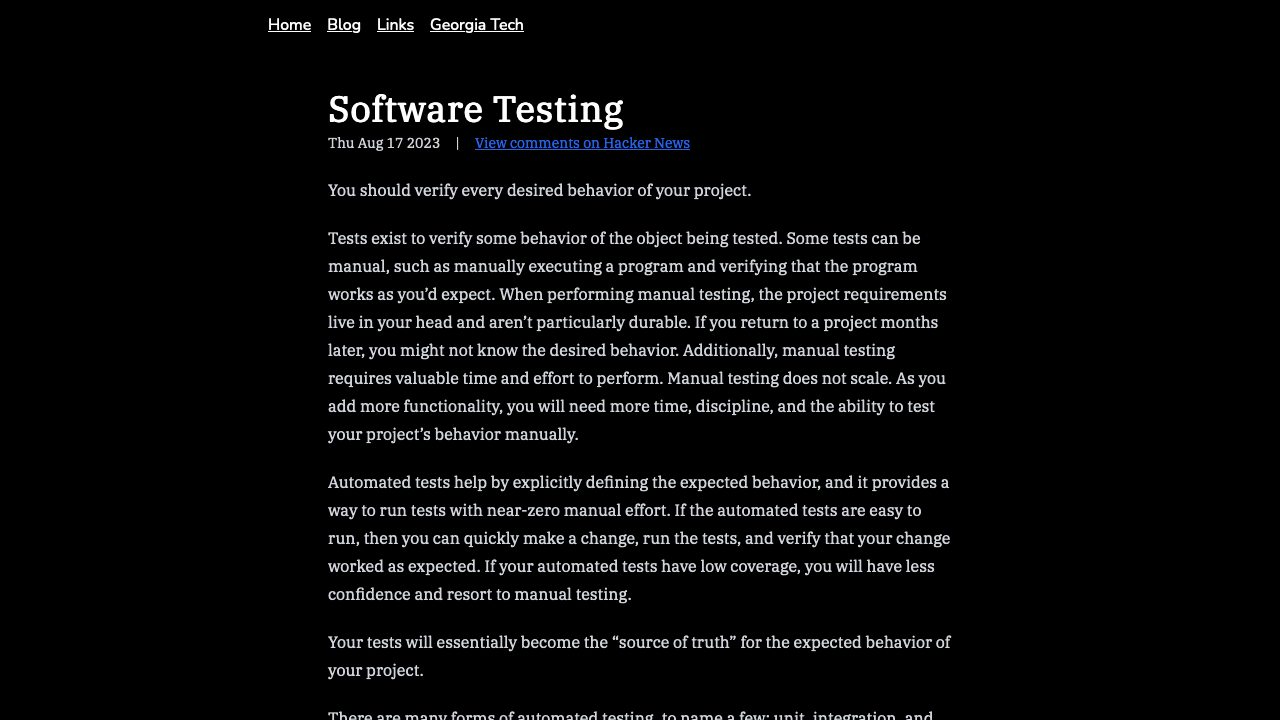 Home Blog Links Georgia Tech
Software Testing
Thu Aug 17 2023 | View comments on Hacker News
You should verify every desired behavior of your project.
Tests exist to verify some behavior of the object being tested. Some tests can be
manual, such as manually executing a program and verifying that the program
works as you’d expect. When performing manual testing, the project requirements
live in your head and aren’t particularly durable. If you return to a project months
later, you might not know the desired behavior. Additionally, manual testing
requires valuable time and effort to perform. Manual testing does not scale. As you
add more functionality, you will need more time, discipline, and the ability to test
your project’s behavior manually.
Automated tests help by explicitly defining the expected behavior, and it provides a
way to run tests with near-zero manual effort. If the automated tests are easy to
run, then you can quickly make a change, run the tests, and verify that your change
worked as expected. If your automated tests have low coverage, you will have less
confidence and resort to manual testing.
Your tests will essentially become the “source of truth” for the expected behavior of
your project.
There are many forms of automated testing, to name a few: unit, integration, and